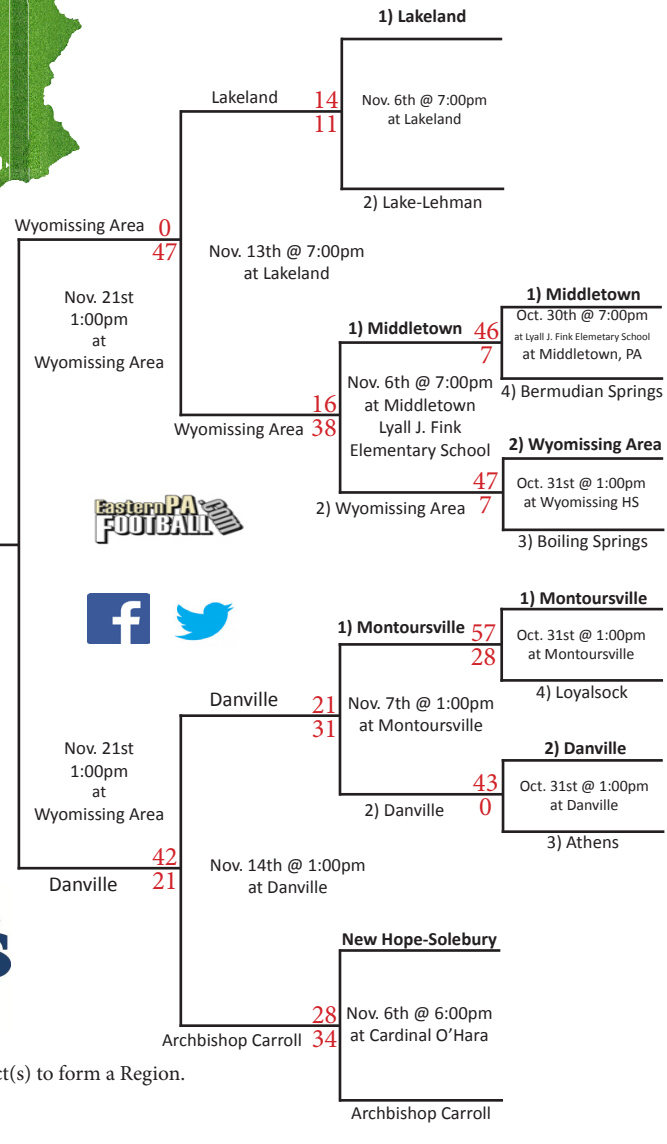 1) Lakeland
Lakeland
14
11
Nov. 6th @ 7:00pm
at Lakeland
2) Lake-Lehman
Wyomissing Area
0
47
Nov. 13th @ 7:00pm
at Lakeland
Nov. 21st
1:00pm
at
Wyomissing Area
1) Middletown
46
7
1) Middletown
Oct. 30th @ 7:00pm
at Lyall J. Fink Elemetary School
at Middletown, PA
4) Bermudian Springs
Nov. 6th @ 7:00pm
at Middletown
Lyall J. Fink
Elementary School
16
Wyomissing Area
38
2) Wyomissing Area
Oct. 31st @ 1:00pm
at Wyomissing HS
3) Boiling Springs
47
2) Wyomissing Area
7
EasternPA
FOOTBALL
.com
f
1) Montoursville
Oct. 31st @ 1:00pm
at Montoursville
4) Loyalsock
1) Montoursville
57
28
Danville
21
31
Nov. 7th @ 1:00pm
at Montoursville
2) Danville
Oct. 31st @ 1:00pm
at Danville
3) Athens
43
2) Danville
0
Nov. 21st
1:00pm
at
Wyomissing Area
42
Danville
21
Nov. 14th @ 1:00pm
at Danville
New Hope-Solebury
Nov. 6th @ 6:00pm
at Cardinal O'Hara
28
Archbishop Carroll
34
Archbishop Carroll
s
ct(s) to form a Region.